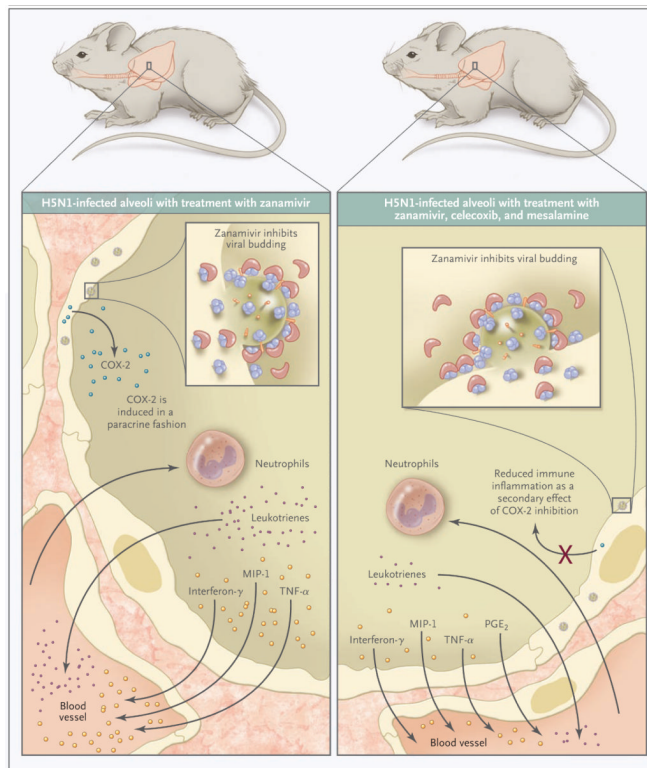 H5N1-infected alveoli with treatment with zanamivir
Zanamivir inhibits
viral budding
COX-2
COX-2 is
induced in a
paracrine fashion
Neutrophils
Leukotrienes
MIP-1
Interferon-γ
TNF-α
Blood
vessel
H5N1-infected alveoli with treatment with
zanamivir, celecoxib, and mesalamine
Zanamivir inhibits viral budding
Neutrophils
Reduced immune
inflammation as a
secondary effect
of COX-2 inbition
X
Leukotrienes
MIP-1
PGE₂
Interferon-γ
TNF-α
Blood vessel